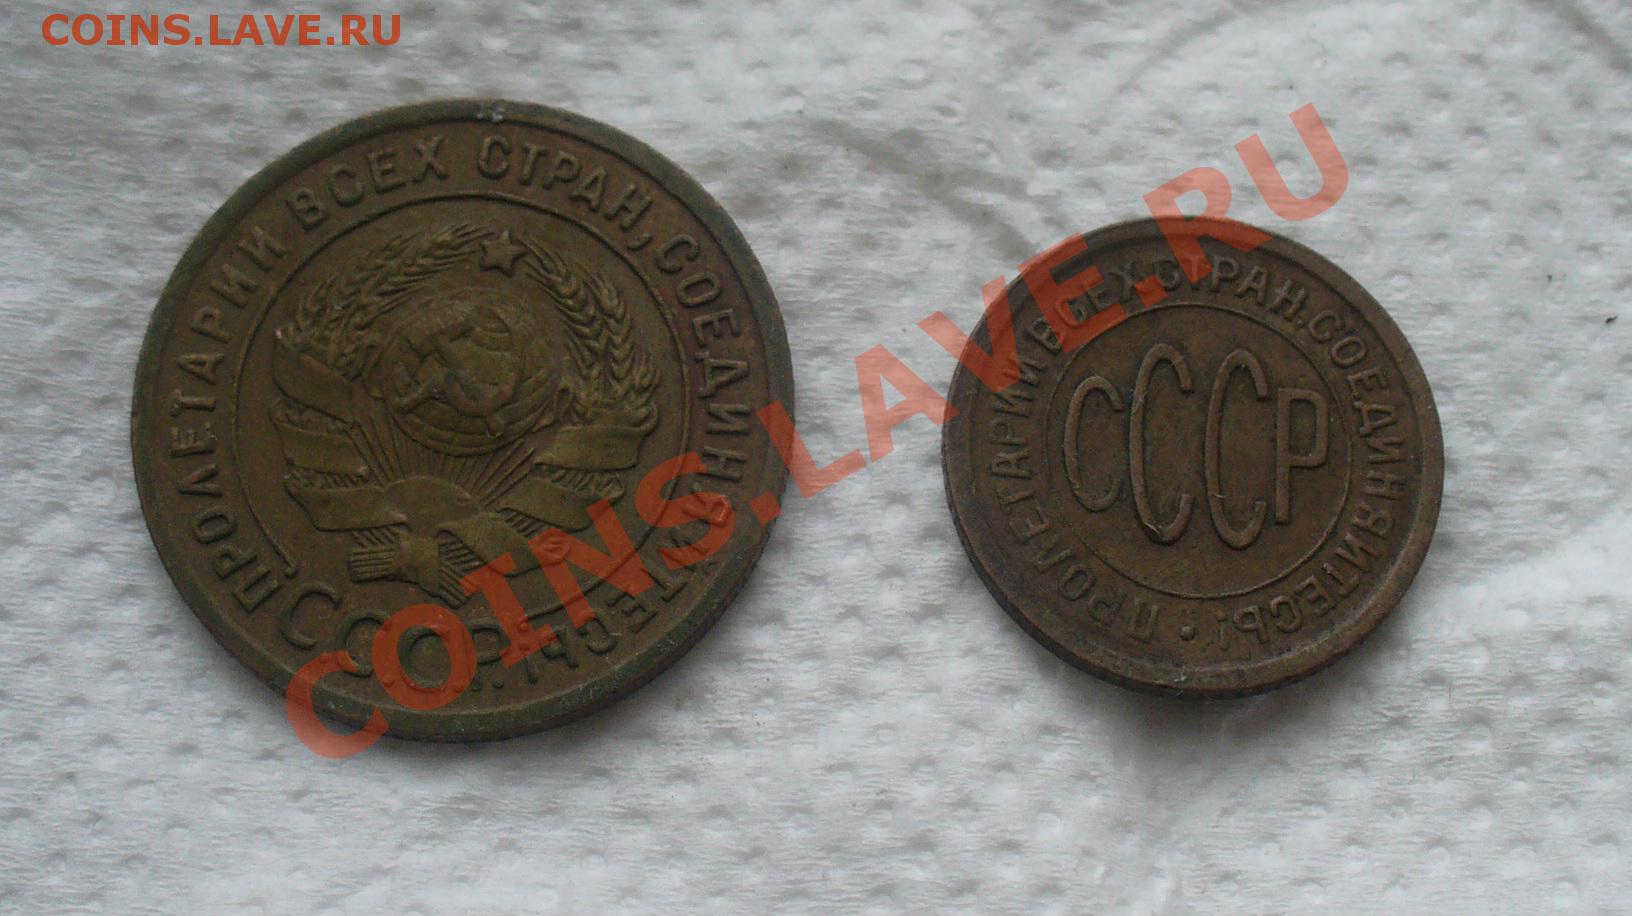 COINS.LAVE.RU
ПРОЛЕТАРИИ ВСЕХ СТРАН, СОЕДИНЯЙТЕСЬ!
СССР
ПРОЛЕТАРИИ ВСЕХ СТРАН, СОЕДИНЯЙТЕСЬ!
СССР
COINS.LAVE.RU